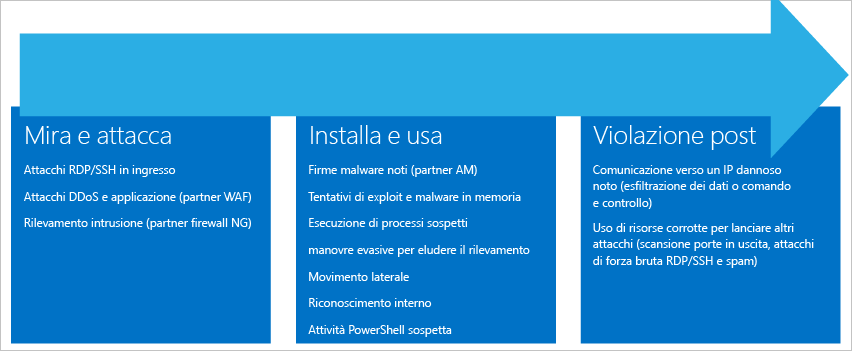 Mira e attacca
Attacchi RDP/SSH in ingresso
Attacchi DDoS e applicazione (partner WAF)
Rilevamento intrusione (partner firewall NG)
Installa e usa
Firme malware noti (partner AM)
Tentativi di exploit e malware in memoria
Esecuzione di processi sospetti
manovre evasive per eludere il rilevamento
Movimento laterale
Riconoscimento interno
Attività PowerShell sospetta
Violazione post
Comunicazione verso un IP dannoso
noto (esfiltrazione dei dati o comando
e controllo)
Uso di risorse corrotte per lanciare altri
attacchi (scansione porte in uscita, attacchi
di forza bruta RDP/SSH e spam)